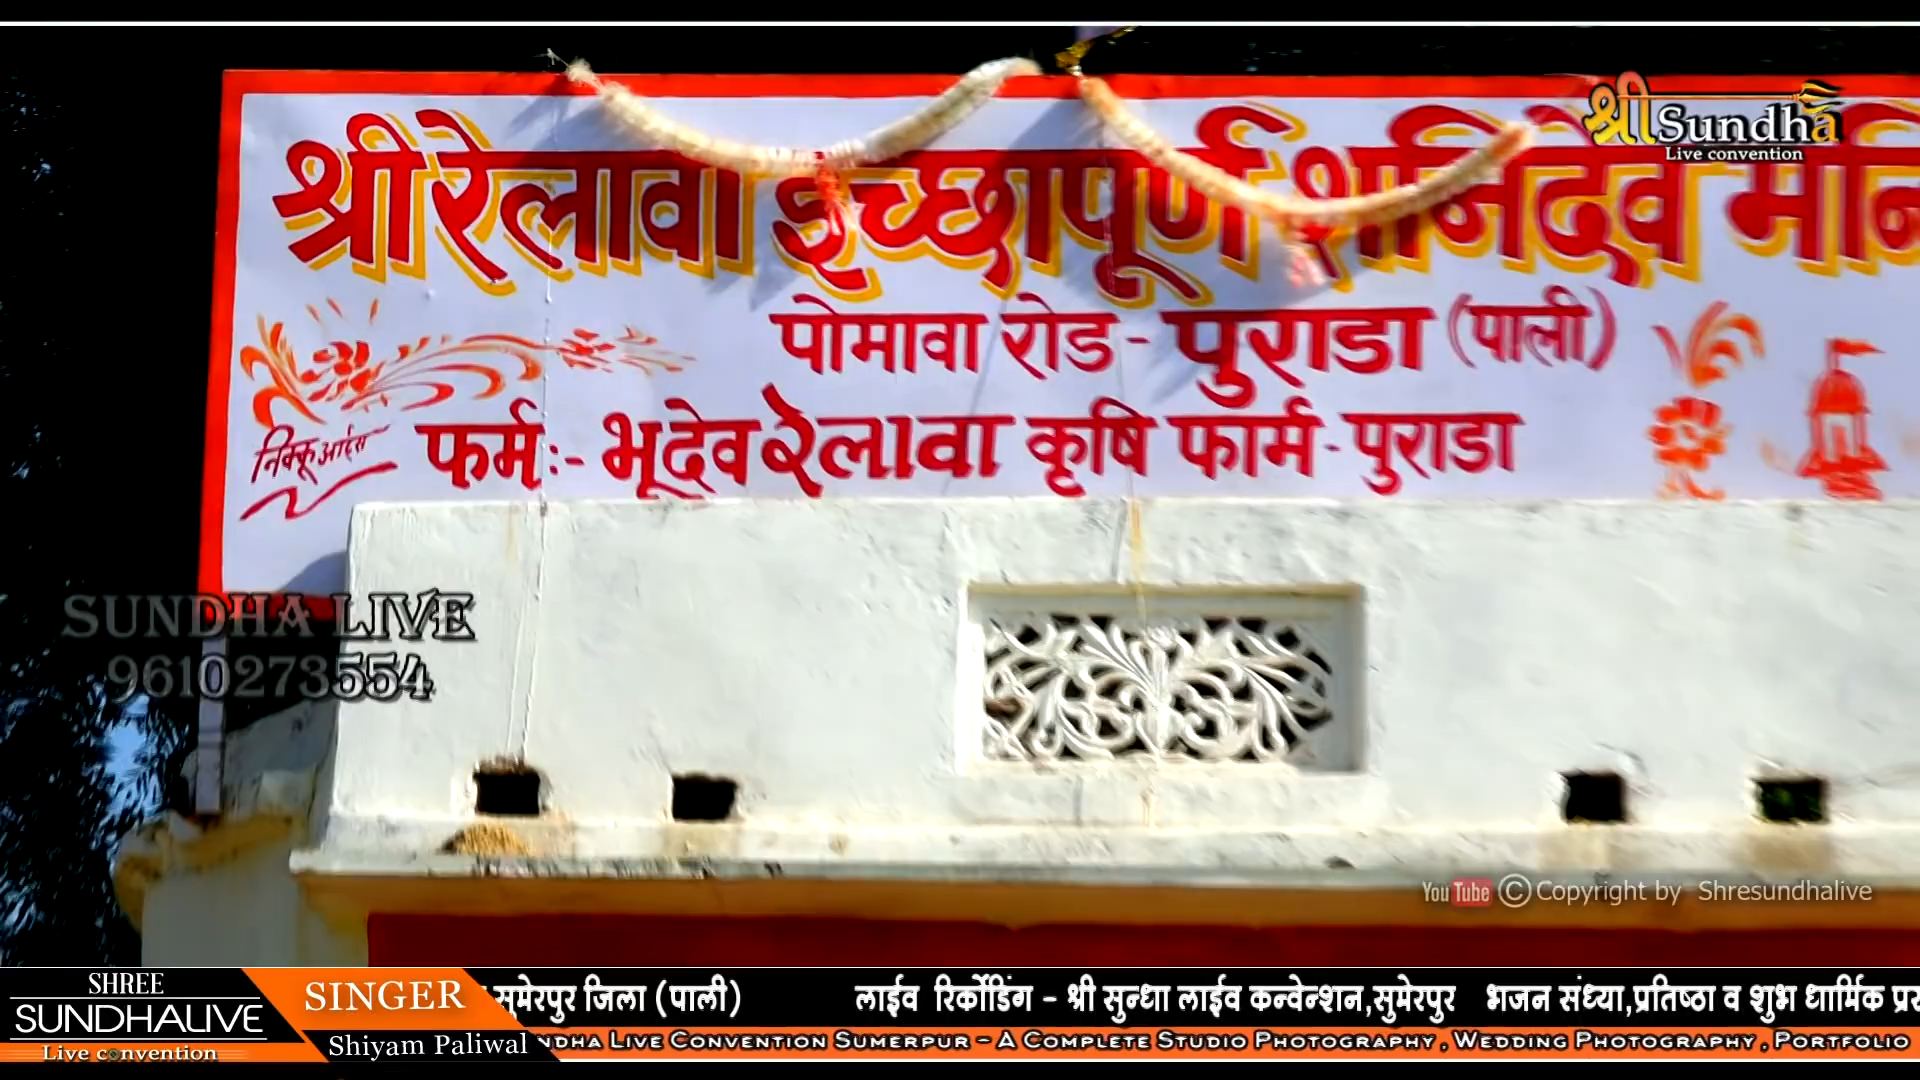 श्री Sundha
Live convention
श्री रेलावा इच्छापूर्ण शनिदेव
पोमावा रोड - पुराडा (पाली)
फर्म:- भूदेव रेलावा कृषि फार्म - पुराडा
निक्कू आर्ट्स
SUNDHA LIVE
9610273554
You Tube © Copyright by Shresundhalive
SHREE
SUNDHALIVE
Live convention
SINGER
Shiyam Paliwal
सुमेरपुर जिला (पाली) लाईव रिर्कोडिंग - श्री सुन्धा लाईव कन्वेन्शन,सुमेरपुर भजन संध्या,प्रतिष्ठा व शुभ धार्मिक
Live Convention Sumerpur - A Complete Studio Photography, Wedding Photography, Portfolio